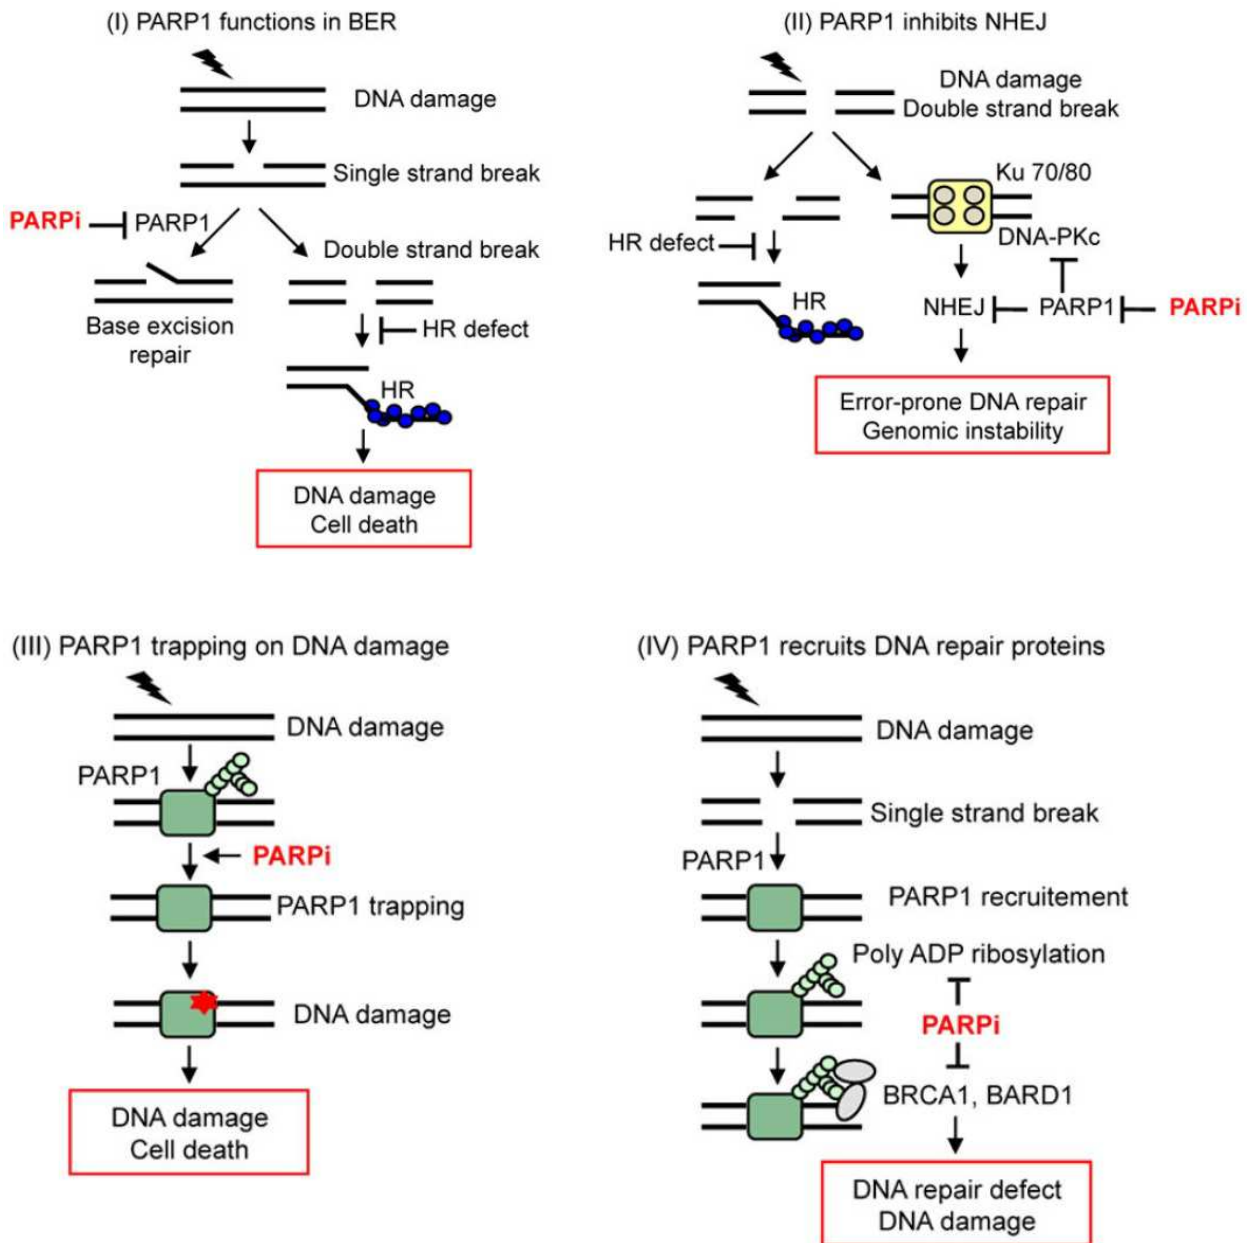 (I) PARP1 functions in BER
DNA damage
Single strand break
PARPi
PARP1
Double strand break
Base excision
repair
HR defect
HR
DNA damage
Cell death
(II) PARP1 inhibits NHEJ
DNA damage
Double strand break
Ku 70/80
HR defect
DNA-PKc
HR
NHEJ
PARP1
PARPi
Error-prone DNA repair
Genomic instability
(III) PARP1 trapping on DNA damage
DNA damage
PARP1
PARPi
PARP1 trapping
DNA damage
DNA damage
Cell death
(IV) PARP1 recruits DNA repair proteins
DNA damage
Single strand break
PARP1
PARP1 recruitement
Poly ADP ribosylation
PARPi
BRCA1, BARD1
DNA repair defect
DNA damage